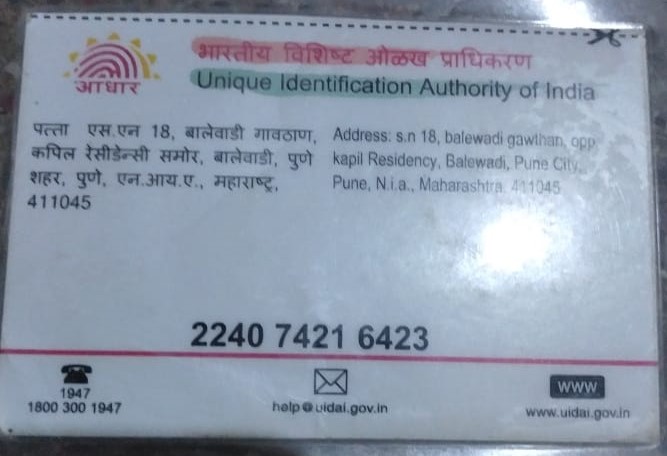 भारतीय विशिष्ट ओळख प्राधिकरण
Unique Identification Authority of India
आधार
पत्ता एस.एन 18, बालेवाडी गावठाण,
कपिल रेसीडेन्सी समोर, बालेवाडी, पुणे
शहर, पुणे, एन.आय.ए., महाराष्ट्र,
411045
Address: s.n 18, balewadi gawthan, opp
kapil Residency, Balewadi, Pune City,
Pune, N.i.a., Maharashtra, 411045
2240 7421 6423
1947
1800 300 1947
help@uidai.gov.in
WWW
www.uidai.gov.in